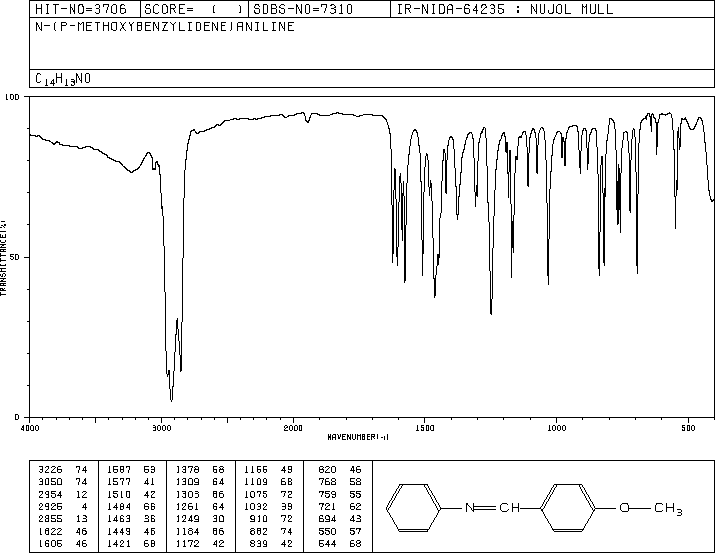 HIT-NO=3706 SCORE= ( ) SDBS-NO=7310 IR-NIDA-64235 : NUJOL MULL
N-(P-METHOXYBENZYLIDENE)ANILINE
C14H13NO
100
50
0
TRANSMITTANCE(%)
4000 3000 2000 1500 1000 500
WAVENUMBER(-1)
3226 74 1587 53 1378 58 1166 49 820 46
3050 74 1577 41 1309 64 1109 68 768 58
2954 12 1510 42 1303 66 1075 72 759 55
2925 4 1484 66 1261 64 1032 39 721 62
2855 13 1463 36 1249 30 910 72 694 43
1622 46 1449 46 1184 66 882 74 550 57
1606 46 1421 68 1172 42 839 42 544 68
N=CH O-CH3